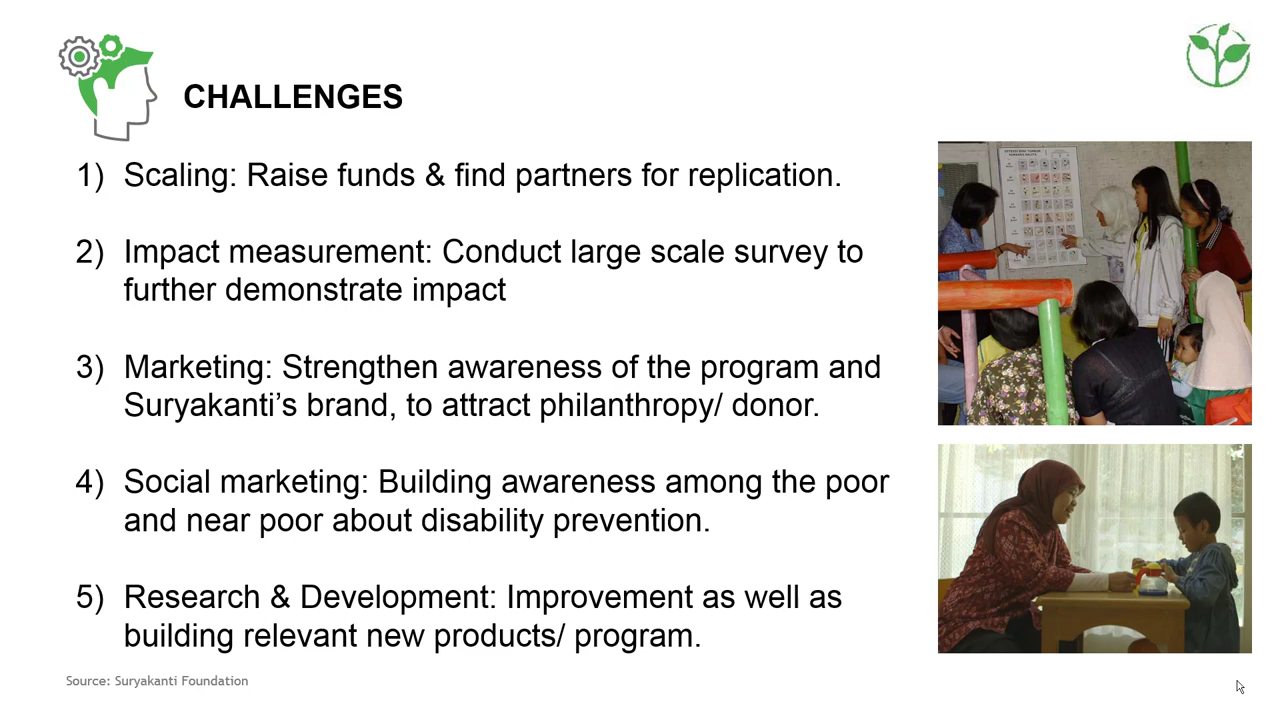 CHALLENGES
1) Scaling: Raise funds & find partners for replication.
2) Impact measurement: Conduct large scale survey to
further demonstrate impact
3) Marketing: Strengthen awareness of the program and
Suryakanti’s brand, to attract philanthropy/ donor.
4) Social marketing: Building awareness among the poor
and near poor about disability prevention.
5) Research & Development: Improvement as well as
building relevant new products/ program.
Source: Suryakanti Foundation